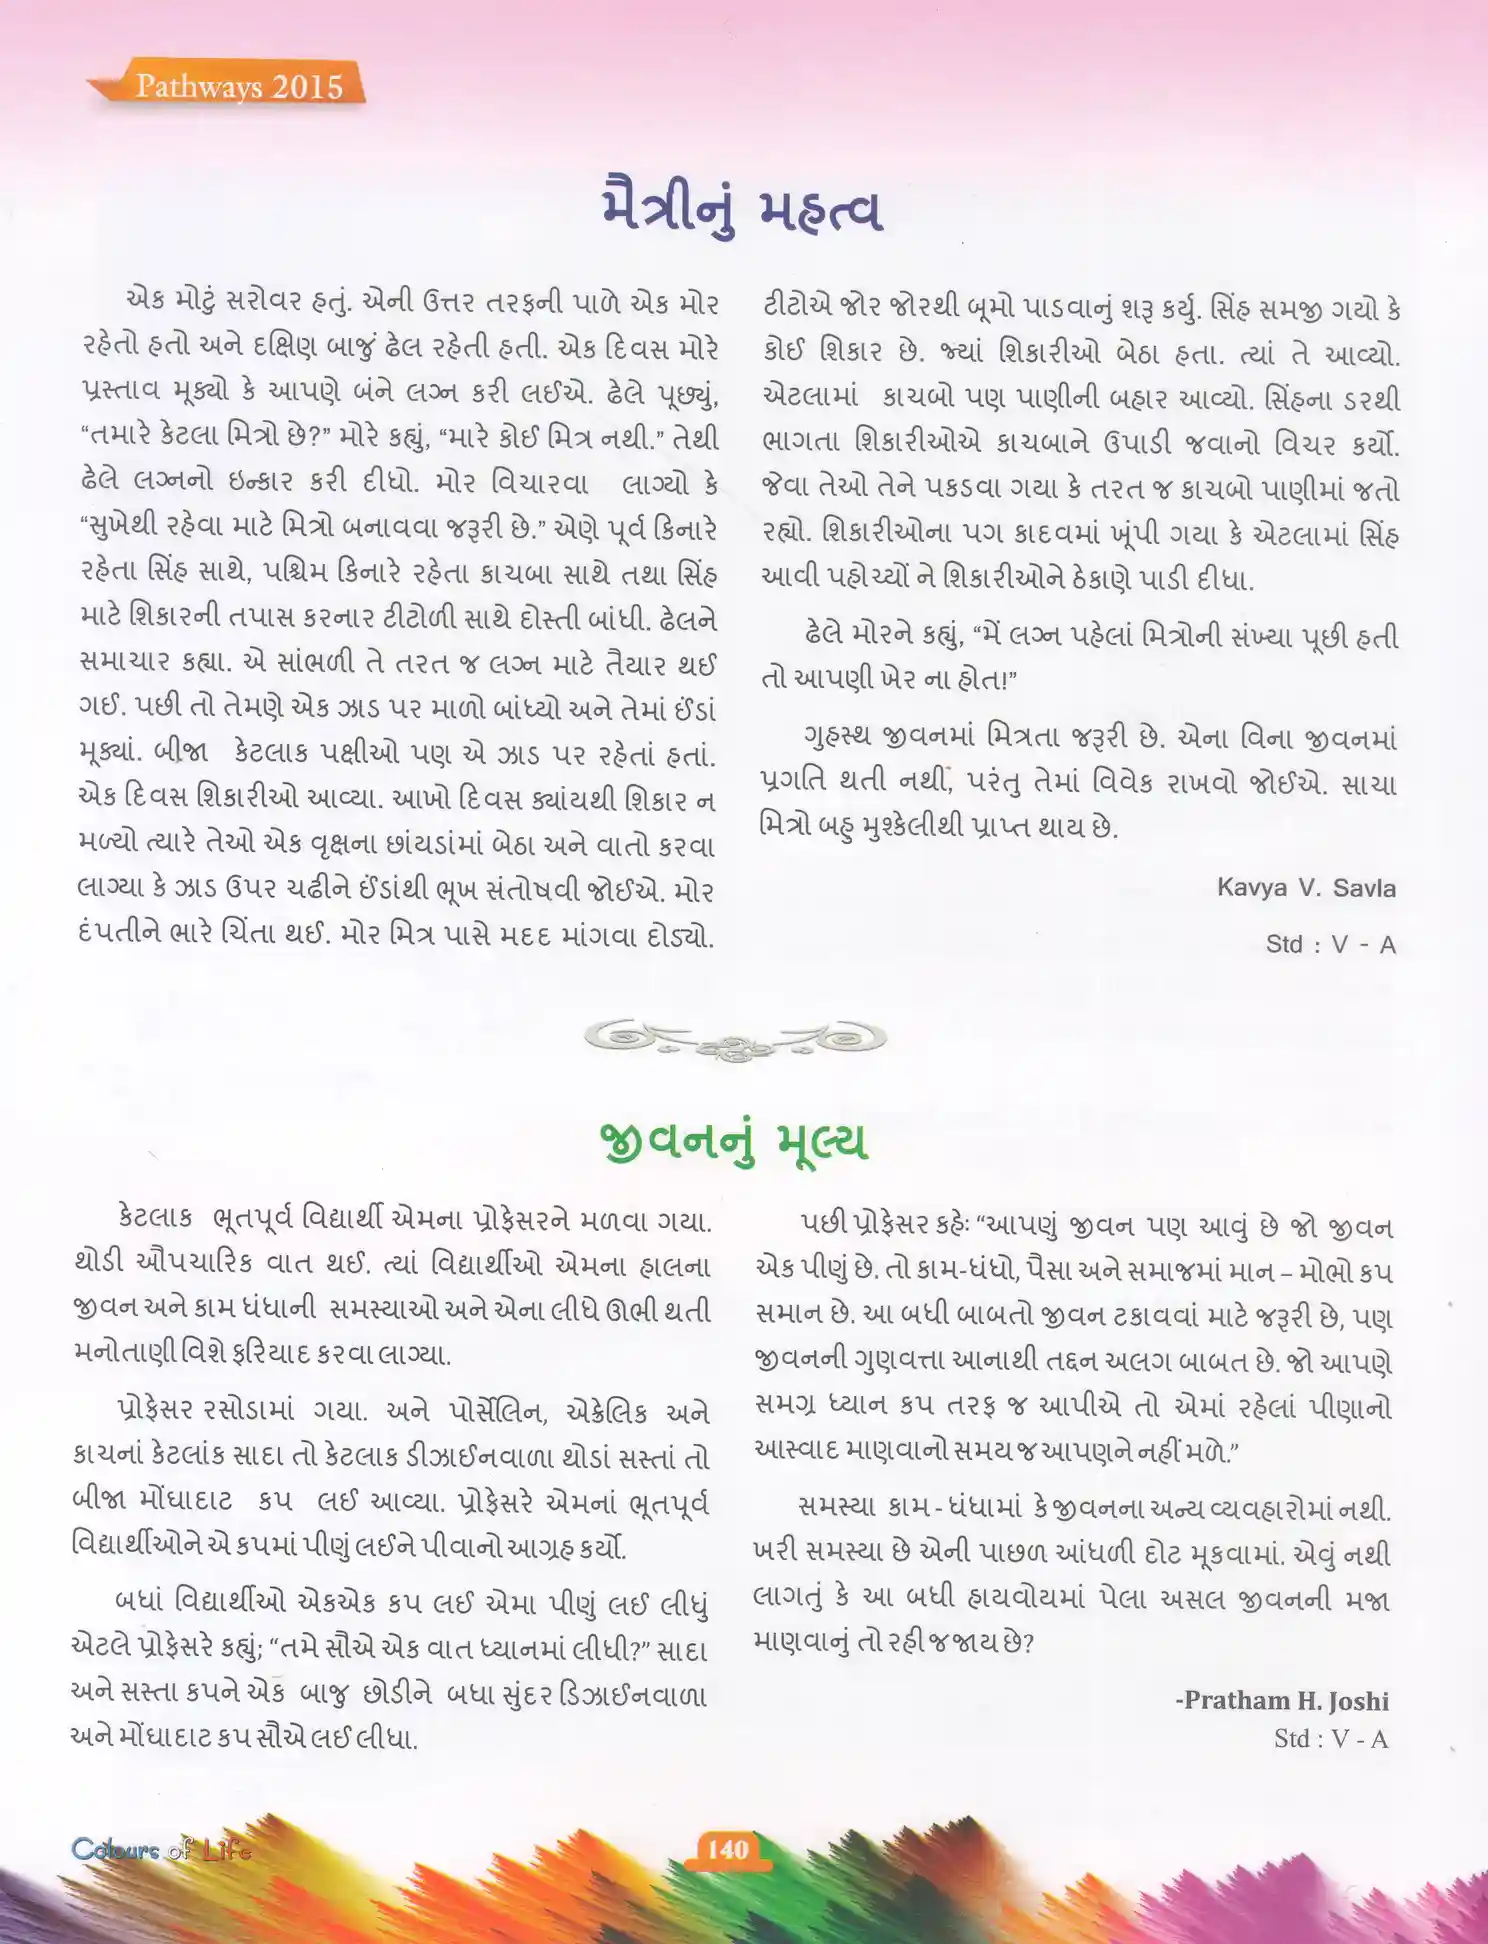 Pathways 2015
મૈત્રીનું મહત્વ
એક મોટું સરોવર હતું. એની ઉત્તર તરફની પાળે એક મોર
રહેતો હતો અને દક્ષિણ બાજું ઢેલ રહેતી હતી. એક દિવસ મોરે
પ્રસ્તાવ મૂક્યો કે આપણે બંને લગ્ન કરી લઈએ. ઢેલે પૂછ્યું,
“તમારે કેટલા મિત્રો છે?” મોરે કહ્યું, “મારે કોઈ મિત્ર નથી.” તેથી
ઢેલે લગ્નનો ઇન્કાર કરી દીધો. મોર વિચારવા લાગ્યો કે
“સુખેથી રહેવા માટે મિત્રો બનાવવા જરૂરી છે.” એણે પૂર્વ કિનારે
રહેતા સિંહ સાથે, પશ્ચિમ કિનારે રહેતા કાચબા સાથે તથા સિંહ
માટે શિકારની તપાસ કરનાર ટીટોળી સાથે દોસ્તી બાંધી. ઢેલને
સમાચાર કહ્યા. એ સાંભળી તે તરત જ લગ્ન માટે તૈયાર થઈ
ગઈ. પછી તો તેમણે એક ઝાડ પર માળો બાંધ્યો અને તેમાં ઈંડાં
મૂક્યાં. બીજા કેટલાક પક્ષીઓ પણ એ ઝાડ પર રહેતાં હતાં.
એક દિવસ શિકારીઓ આવ્યા. આખો દિવસ ક્યાંયથી શિકાર ન
મળ્યો ત્યારે તેઓ એક વૃક્ષના છાંયડાંમાં બેઠા અને વાતો કરવા
લાગ્યા કે ઝાડ ઉપર ચઢીને ઈંડાંથી ભૂખ સંતોષવી જોઈએ. મોર
દંપતીને ભારે ચિંતા થઈ. મોર મિત્ર પાસે મદદ માંગવા દોડ્યો.
ટીટોએ જોર જોરથી બૂમો પાડવાનું શરૂ કર્યુ. સિંહ સમજી ગયો કે
કોઈ શિકાર છે. જ્યાં શિકારીઓ બેઠા હતા. ત્યાં તે આવ્યો.
એટલામાં કાચબો પણ પાણીની બહાર આવ્યો. સિંહના ડરથી
ભાગતા શિકારીઓએ કાચબાને ઉપાડી જવાનો વિચર કર્યો.
જેવા તેઓ તેને પકડવા ગયા કે તરત જ કાચબો પાણીમાં જતો
રહ્યો. શિકારીઓના પગ કાદવમાં ખૂંપી ગયા કે એટલામાં સિંહ
આવી પહોચ્યોં ને શિકારીઓને ઠેકાણે પાડી દીધા.
ઢેલે મોરને કહ્યું, “મેં લગ્ન પહેલાં મિત્રોની સંખ્યા પૂછી હતી
તો આપણી ખેર ના હોત!”
ગુહસ્થ જીવનમાં મિત્રતા જરૂરી છે. એના વિના જીવનમાં
પ્રગતિ થતી નથી, પરંતુ તેમાં વિવેક રાખવો જોઈએ. સાચા
મિત્રો બહુ મુશ્કેલીથી પ્રાપ્ત થાય છે.
Kavya V. Savla
Std : V - A
જીવનનું મૂલ્ય
કેટલાક ભૂતપૂર્વ વિદ્યાર્થી એમના પ્રોફેસરને મળવા ગયા.
થોડી ઔપચારિક વાત થઈ. ત્યાં વિદ્યાર્થીઓ એમના હાલના
જીવન અને કામ ધંધાની સમસ્યાઓ અને એના લીધે ઊભી થતી
મનોતાણી વિશે ફરિયાદ કરવા લાગ્યા.
પ્રોફેસર રસોડામાં ગયા. અને પોર્સેલિન, એક્રેલિક અને
કાચનાં કેટલાંક સાદા તો કેટલાક ડીઝાઈનવાળા થોડાં સસ્તાં તો
બીજા મોંઘાદાટ કપ લઈ આવ્યા. પ્રોફેસરે એમનાં ભૂતપૂર્વ
વિદ્યાર્થીઓને એ કપમાં પીણું લઈને પીવાનો આગ્રહ કર્યો.
બધાં વિદ્યાર્થીઓ એકએક કપ લઈ એમા પીણું લઈ લીધું
એટલે પ્રોફેસરે કહ્યું; “તમે સૌએ એક વાત ધ્યાનમાં લીધી?” સાદા
અને સસ્તા કપને એક બાજુ છોડીને બધા સુંદર ડિઝાઈનવાળા
અને મોંઘાદાટ કપ સૌએ લઈ લીધા.
પછી પ્રોફેસર કહેઃ “આપણું જીવન પણ આવું છે જો જીવન
એક પીણું છે. તો કામ-ધંધો, પૈસા અને સમાજમાં માન – મોભો કપ
સમાન છે. આ બધી બાબતો જીવન ટકાવવાં માટે જરૂરી છે, પણ
જીવનની ગુણવત્તા આનાથી તદ્દન અલગ બાબત છે. જો આપણે
સમગ્ર ધ્યાન કપ તરફ જ આપીએ તો એમાં રહેલાં પીણાનો
આસ્વાદ માણવાનો સમય જ આપણને નહીં મળે.”
સમસ્યા કામ - ધંધામાં કે જીવનના અન્ય વ્યવહારોમાં નથી.
ખરી સમસ્યા છે એની પાછળ આંધળી દોટ મૂકવામાં. એવું નથી
લાગતું કે આ બધી હાયવોયમાં પેલા અસલ જીવનની મજા
માણવાનું તો રહી જ જાય છે?
-Pratham H. Joshi
Std : V - A
Colours of Life
140